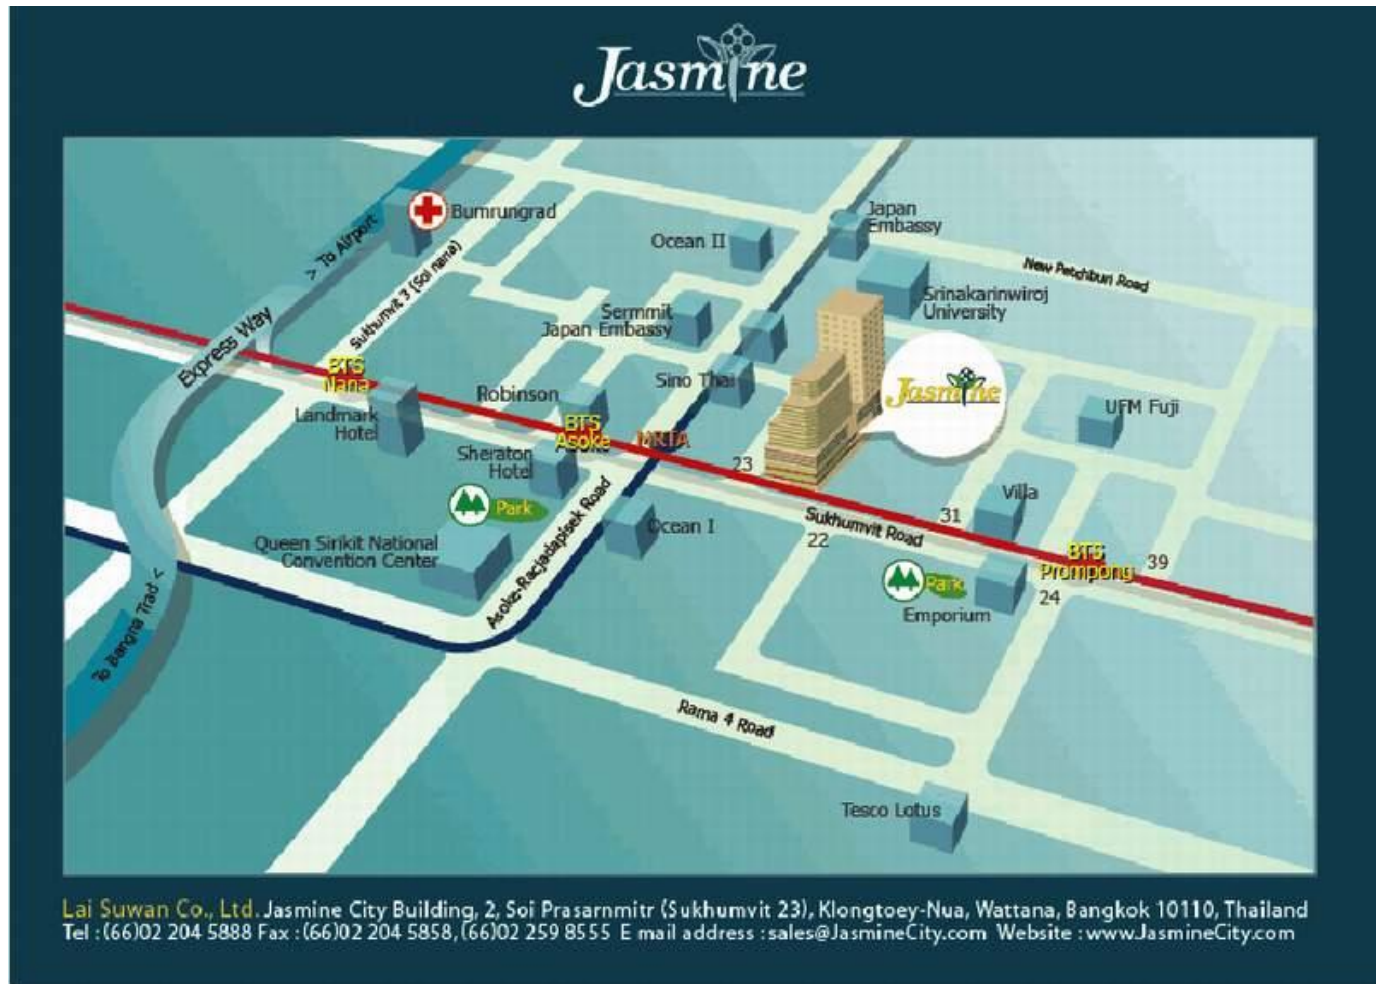 Jasmine
Bumrungrad
> To Airport
Sukhumvit 3 (Soi nana)
Express Way
Ocean II
Japan
Embassy
New Petchburi Road
Srinakarinwiroj
University
Sermmit
Japan Embassy
BTS
Nana
Landmark
Hotel
Robinson
Sino Thai
Jasmine
UFM Fuji
BTS
Asoke
MRTA
Sheraton
Hotel
23
Park
Villa
31
Sukhumvit Road
22
Ocean I
Asoke-Racjadapisek Road
Queen Sirikit National
Convention Center
BTS
Prompong
39
Park
24
Emporium
To Bangna Trad <
Rama 4 Road
Tesco Lotus
Lai Suwan Co., Ltd. Jasmine City Building, 2, Soi Prasarnmitr (Sukhumvit 23), Klongtoey-Nua, Wattana, Bangkok 10110, Thailand
Tel : (66)02 204 5888 Fax : (66)02 204 5858, (66)02 259 8555 E mail address : sales@JasmineCity.com Website : www.JasmineCity.com